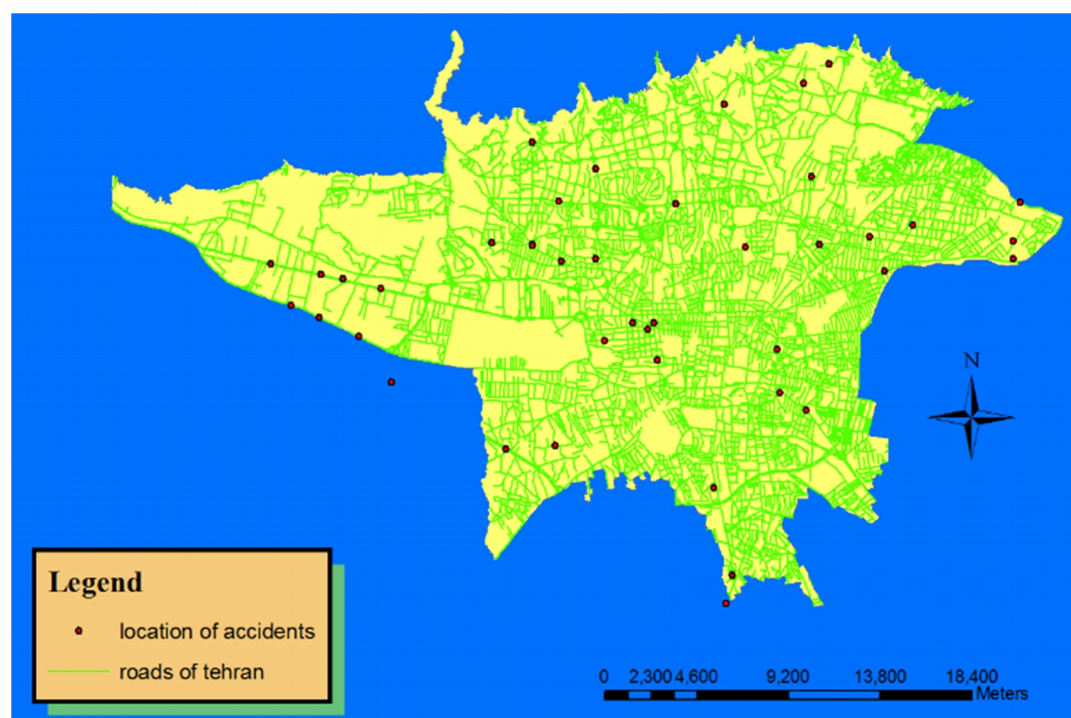 N
Legend
location of accidents
roads of tehran
0 2,300 4,600 9,200 13,800 18,400
Meters